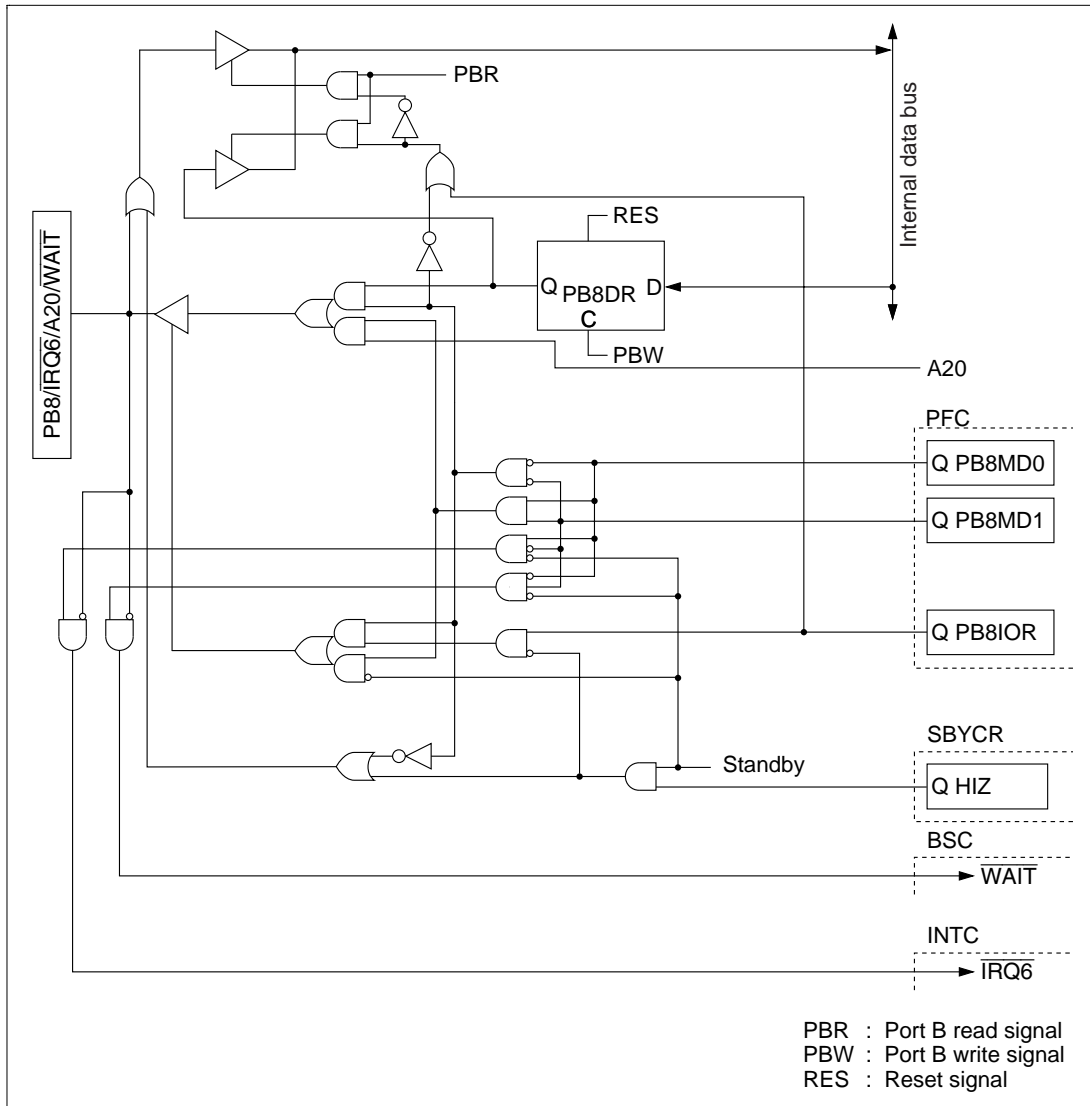 PBR
Internal data bus
PB8/IRQ6/A20/WAIT
RES
Q PB8DR D
C
PBW
A20
PFC
Q PB8MD0
Q PB8MD1
Q PB8IOR
SBYCR
Standby
Q HIZ
BSC
WAIT
INTC
IRQ6
PBR : Port B read signal
PBW : Port B write signal
RES : Reset signal